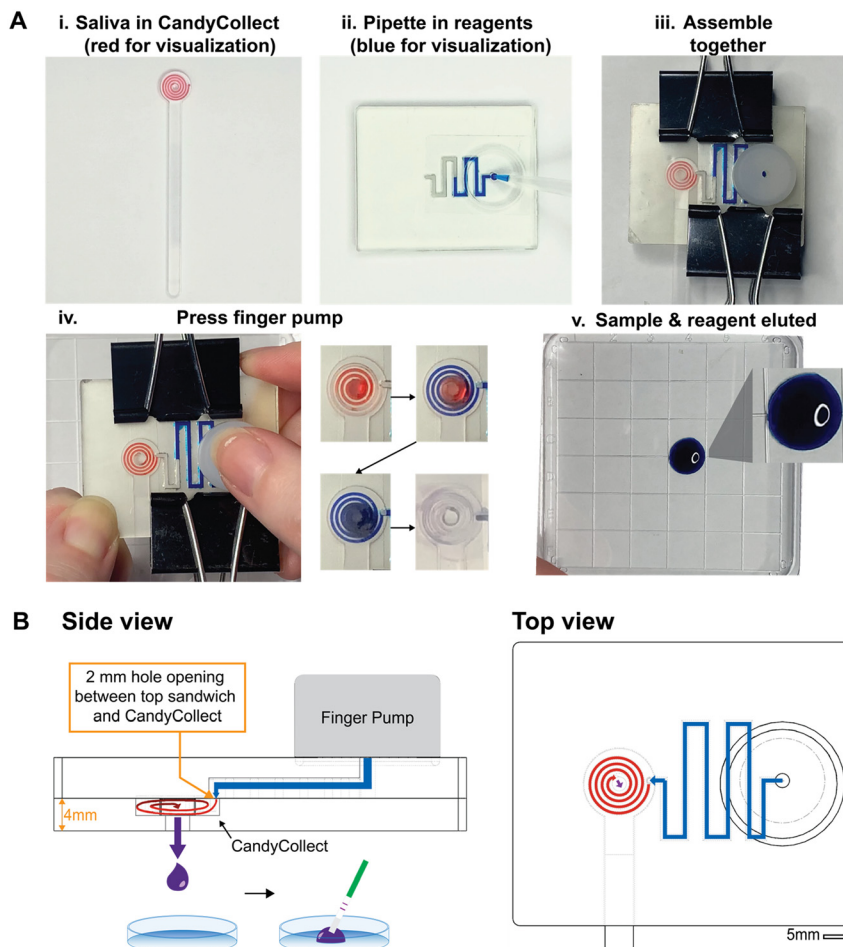 A
i. Saliva in CandyCollect
(red for visualization)
ii. Pipette in reagents
(blue for visualization)
iii. Assemble
together
iv.
Press finger pump
v. Sample & reagent eluted
B
Side view
2 mm hole opening
between top sandwich
and CandyCollect
Finger Pump
4mm
CandyCollect
Top view
5mm